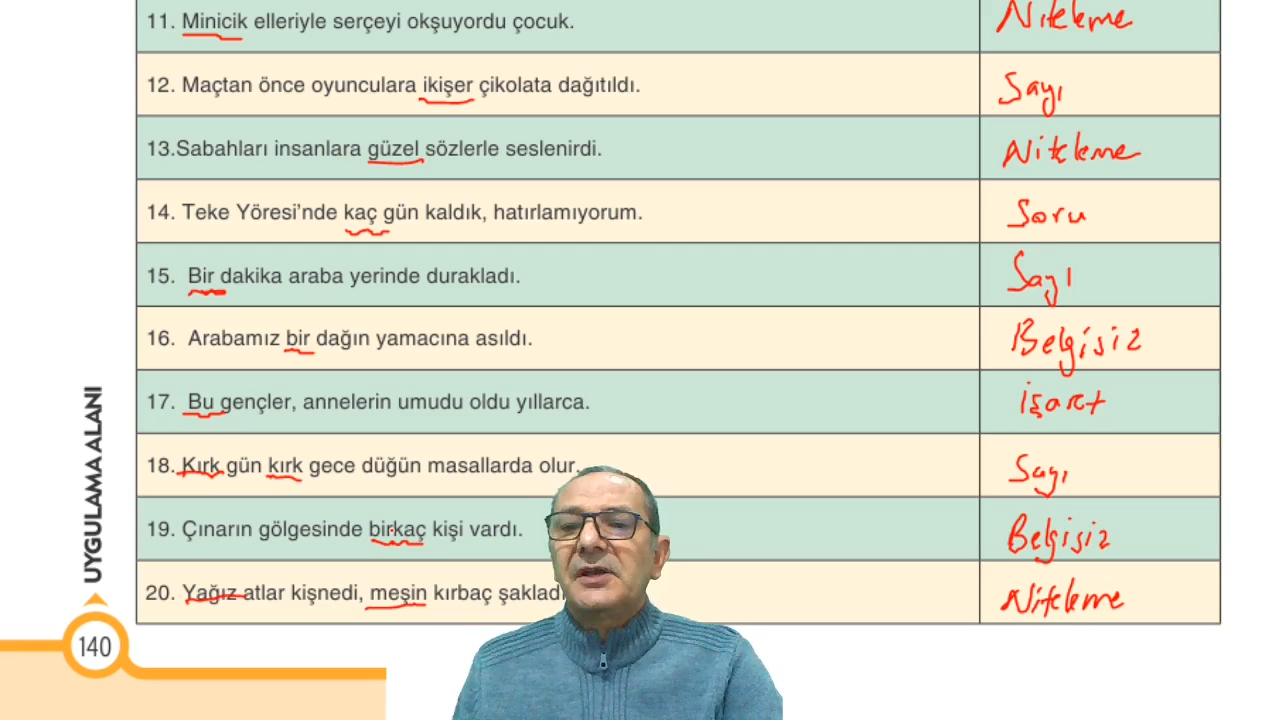 11. Minicik elleriyle serçeyi okşuyordu çocuk. Niteleme
12. Maçtan önce oyunculara ikişer çikolata dağıtıldı. Sayı
13.Sabahları insanlara güzel sözlerle seslenirdi. Niteleme
14. Teke Yöresi'nde kaç gün kaldık, hatırlamıyorum. Soru
15. Bir dakika araba yerinde durakladı. Sayı
16. Arabamız bir dağın yamacına asıldı. Belgisiz
17. Bu gençler, annelerin umudu oldu yıllarca. işaret
18. Kırk gün kırk gece düğün masallarda olur. Sayı
19. Çınarın gölgesinde birkaç kişi vardı. Belgisiz
20. Yağız atlar kişnedi, meşin kırbaç şakladı Niteleme
UYGULAMA ALANI
140